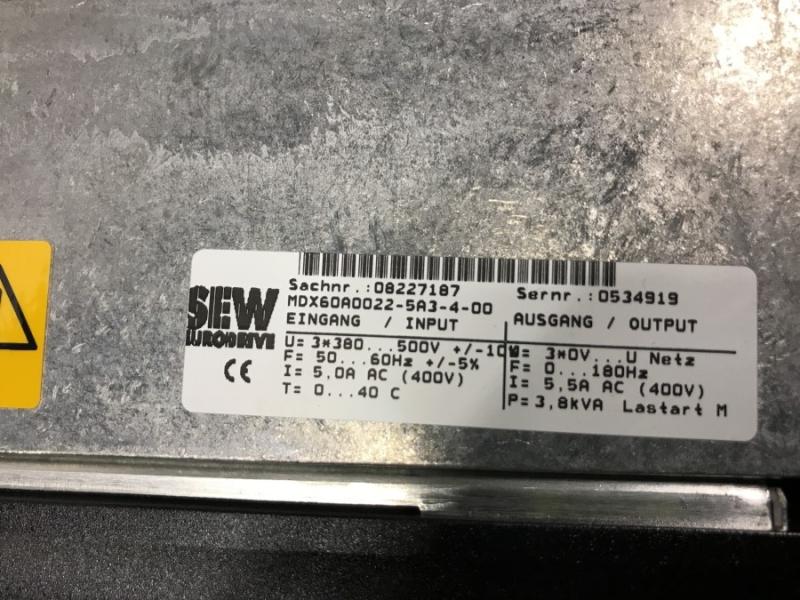 Sachnr.:08227187 Sernr.:0534919
SEW
EURODRIVE
MDX60A0022-5A3-4-00
EINGANG / INPUT AUSGANG / OUTPUT
U= 3*380...500V +/-10 = 3*0V...U Netz
F= 50...60Hz +/-5% F= 0...180Hz
I= 5,0A AC (400V) I= 5,5A AC (400V)
T= 0...40 C P= 3,8kVA Lastart M
CE